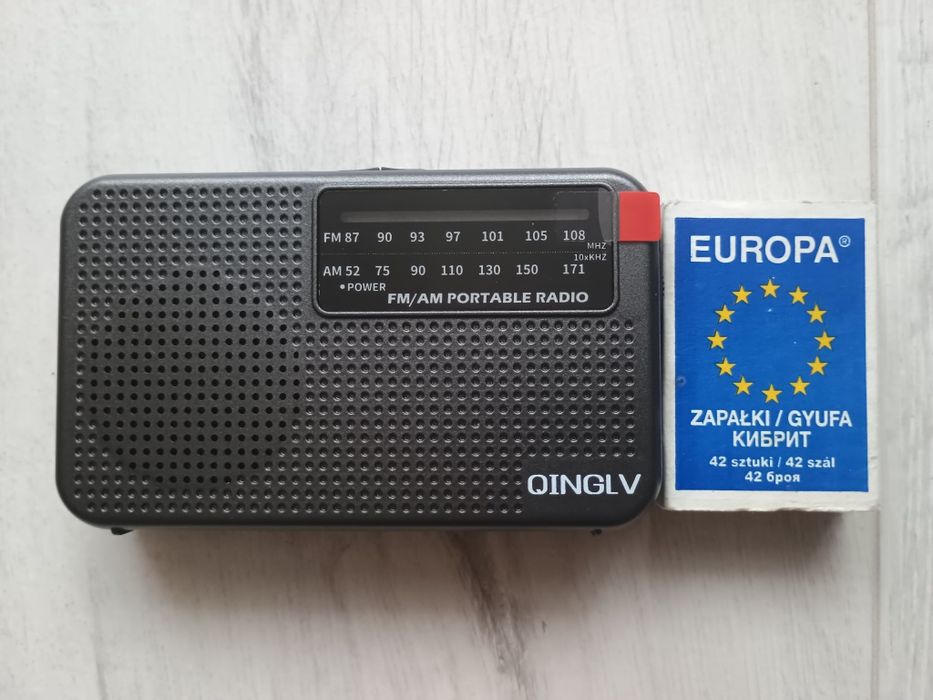 FM 87 90 93 97 101 105 108
MHZ
10xKHZ
AM 52 75 90 110 130 150 171
•POWER
FM/AM PORTABLE RADIO
QINGLV
EUROPA®
ZAPAŁKI / GYUFA
КИБРИТ
42 sztuki / 42 szál
42 броя